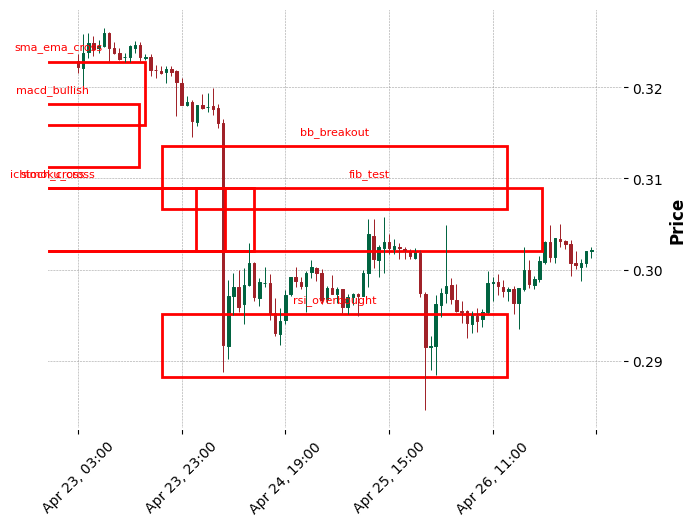 sma_ema_cross
macd_bullish
bb_breakout
fib_test
0.32
0.31
0.30
0.29
Price
Apr 23, 03:00
Apr 23, 23:00
Apr 24, 19:00
Apr 25, 15:00
Apr 26, 11:00